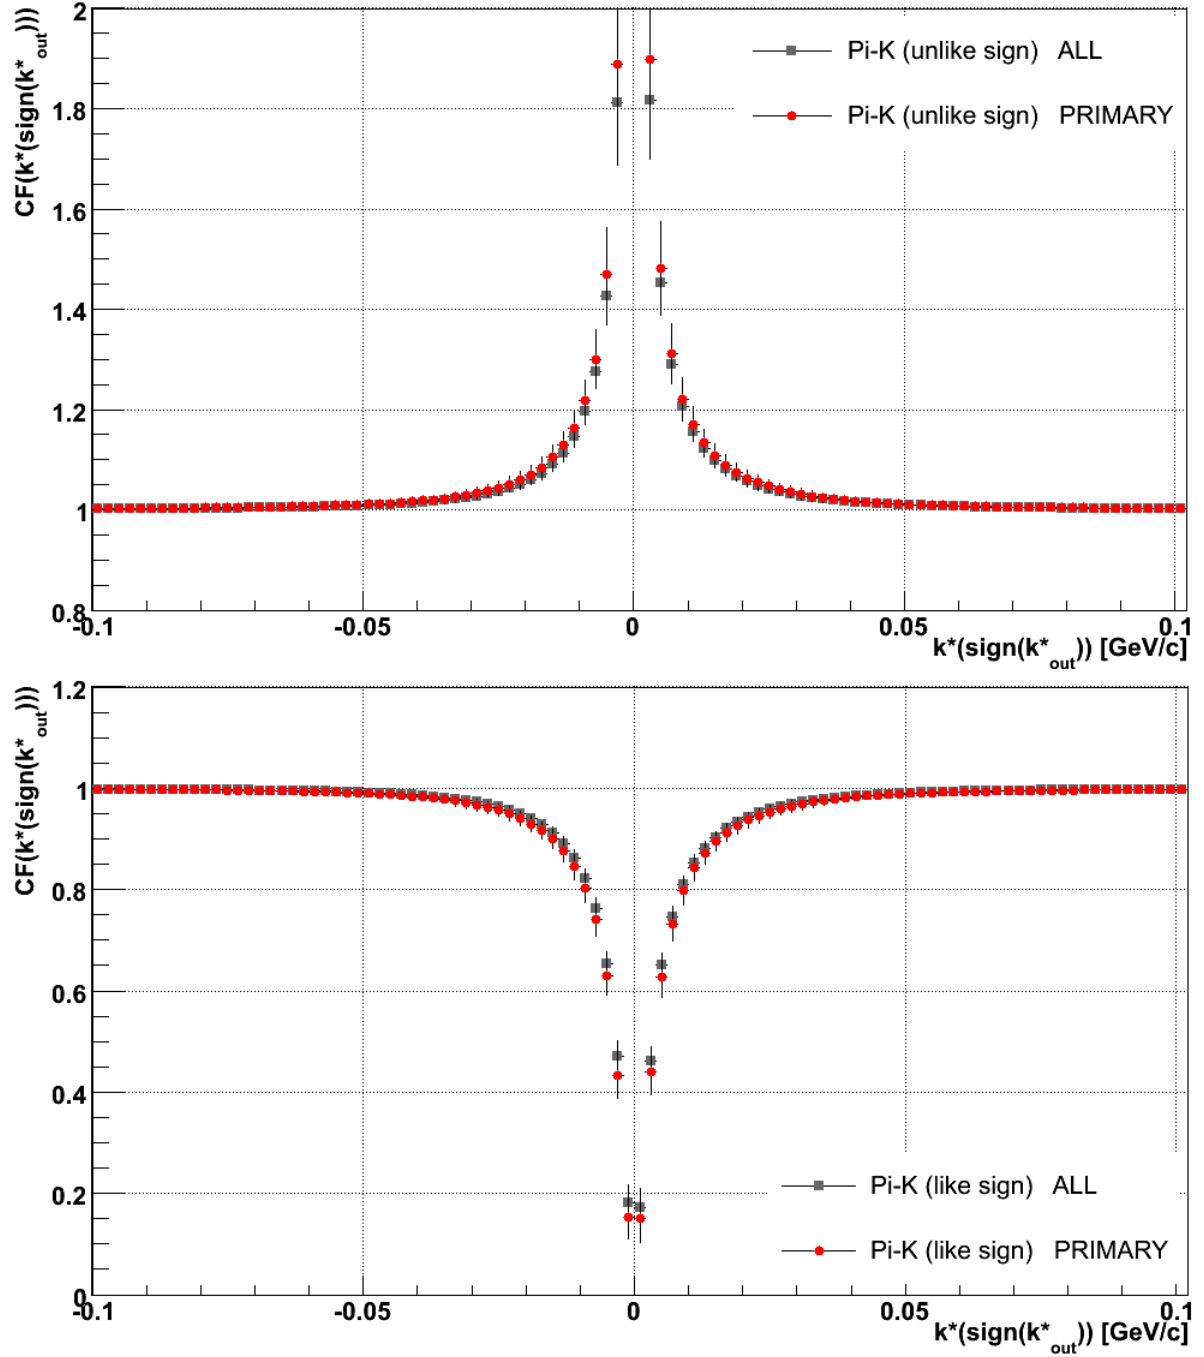 CF(k*(sign(k*out)))
2
1.8
1.6
1.4
1.2
1
0.8
Pi-K (unlike sign) ALL
Pi-K (unlike sign) PRIMARY
-0.1 -0.05 0 0.05 0.1
k*(sign(k*out)) [GeV/c]
CF(k*(sign(k*out)))
1.2
1
0.8
0.6
0.4
0.2
0
Pi-K (like sign) ALL
Pi-K (like sign) PRIMARY
-0.1 -0.05 0 0.05 0.1
k*(sign(k*out)) [GeV/c]